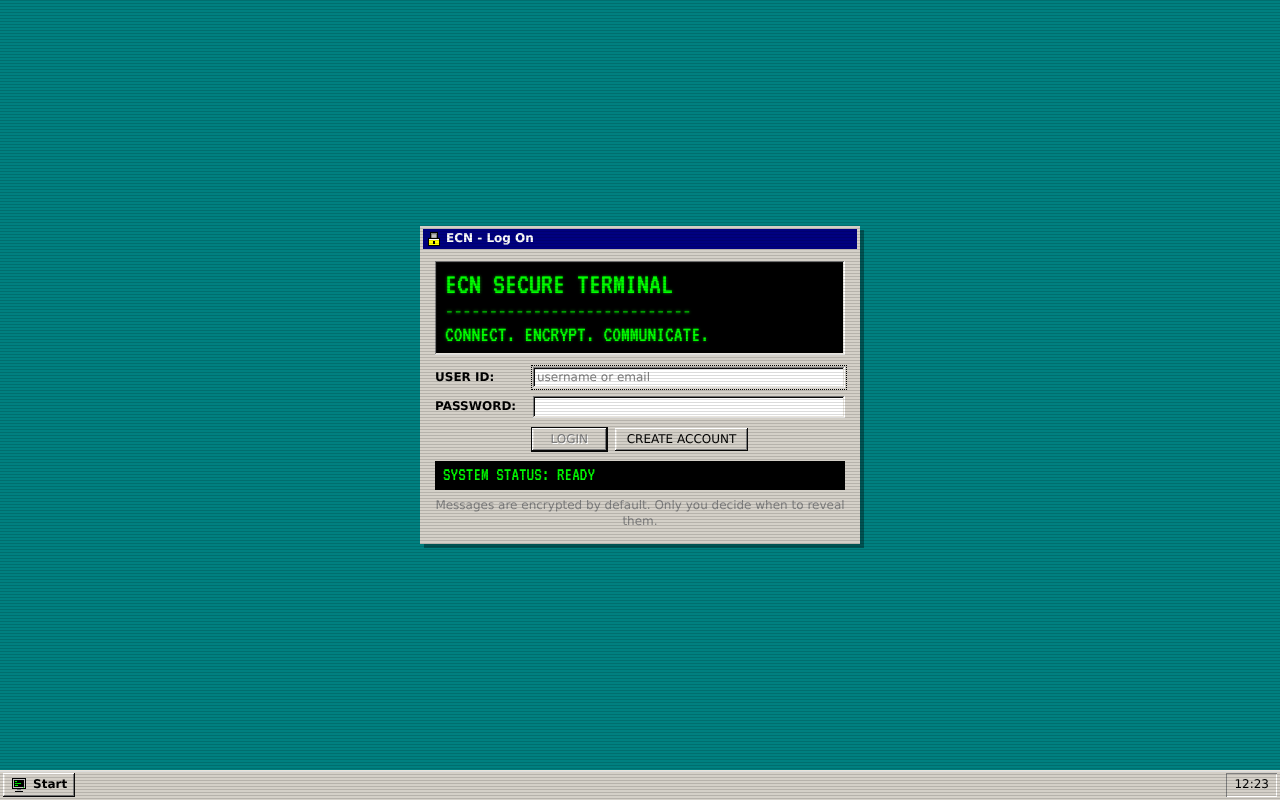 ECN - Log On
ECN SECURE TERMINAL
----------------------------
CONNECT. ENCRYPT. COMMUNICATE.
USER ID: username or email
PASSWORD:
LOGIN CREATE ACCOUNT
SYSTEM STATUS: READY
Messages are encrypted by default. Only you decide when to reveal
them.
Start 12:23